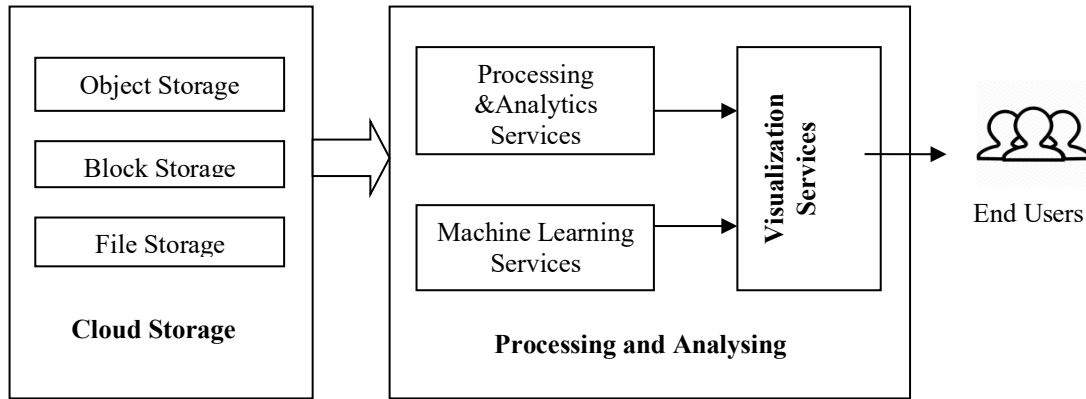 Object Storage
Block Storage
File Storage
Cloud Storage
Processing
&Analytics
Services
Machine Learning
Services
Visualization
Services
Processing and Analysing
End Users